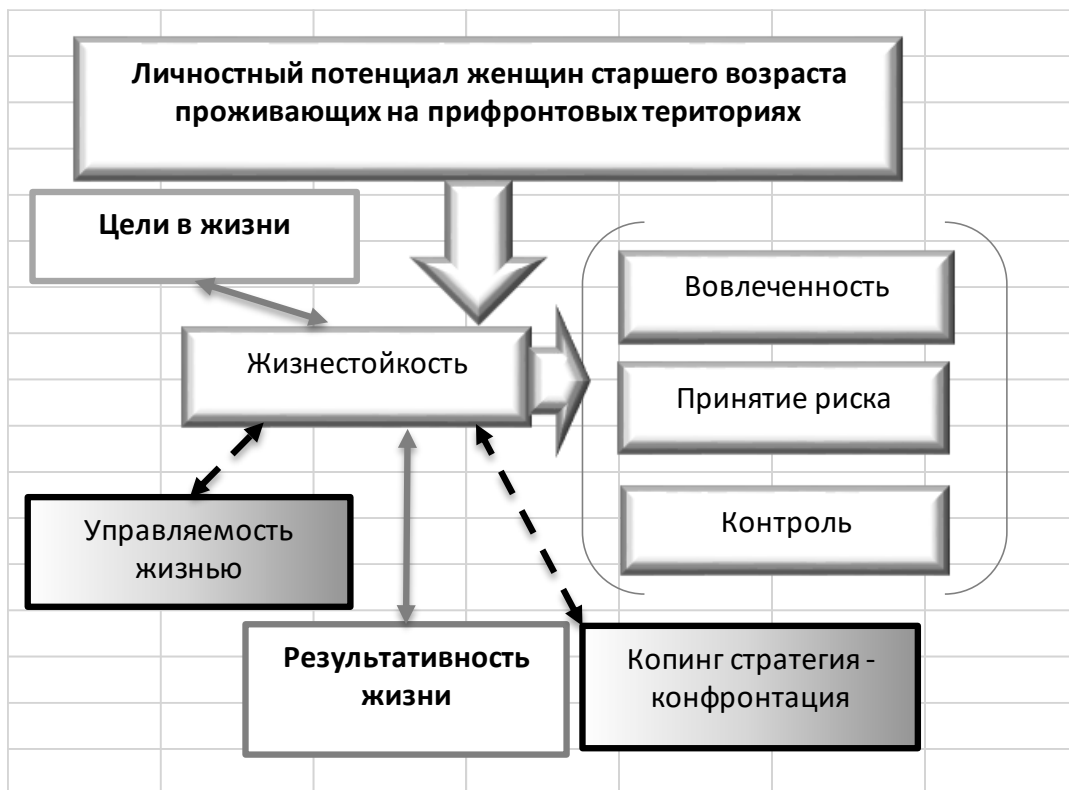 Личностный потенциал женщин старшего возраста
проживающих на прифронтовых териториях
Цели в жизни
Вовлеченность
Жизнестойкость
Принятие риска
Контроль
Управляемость
жизнью
Результативность
жизни
Копинг стратегия -
конфронтация